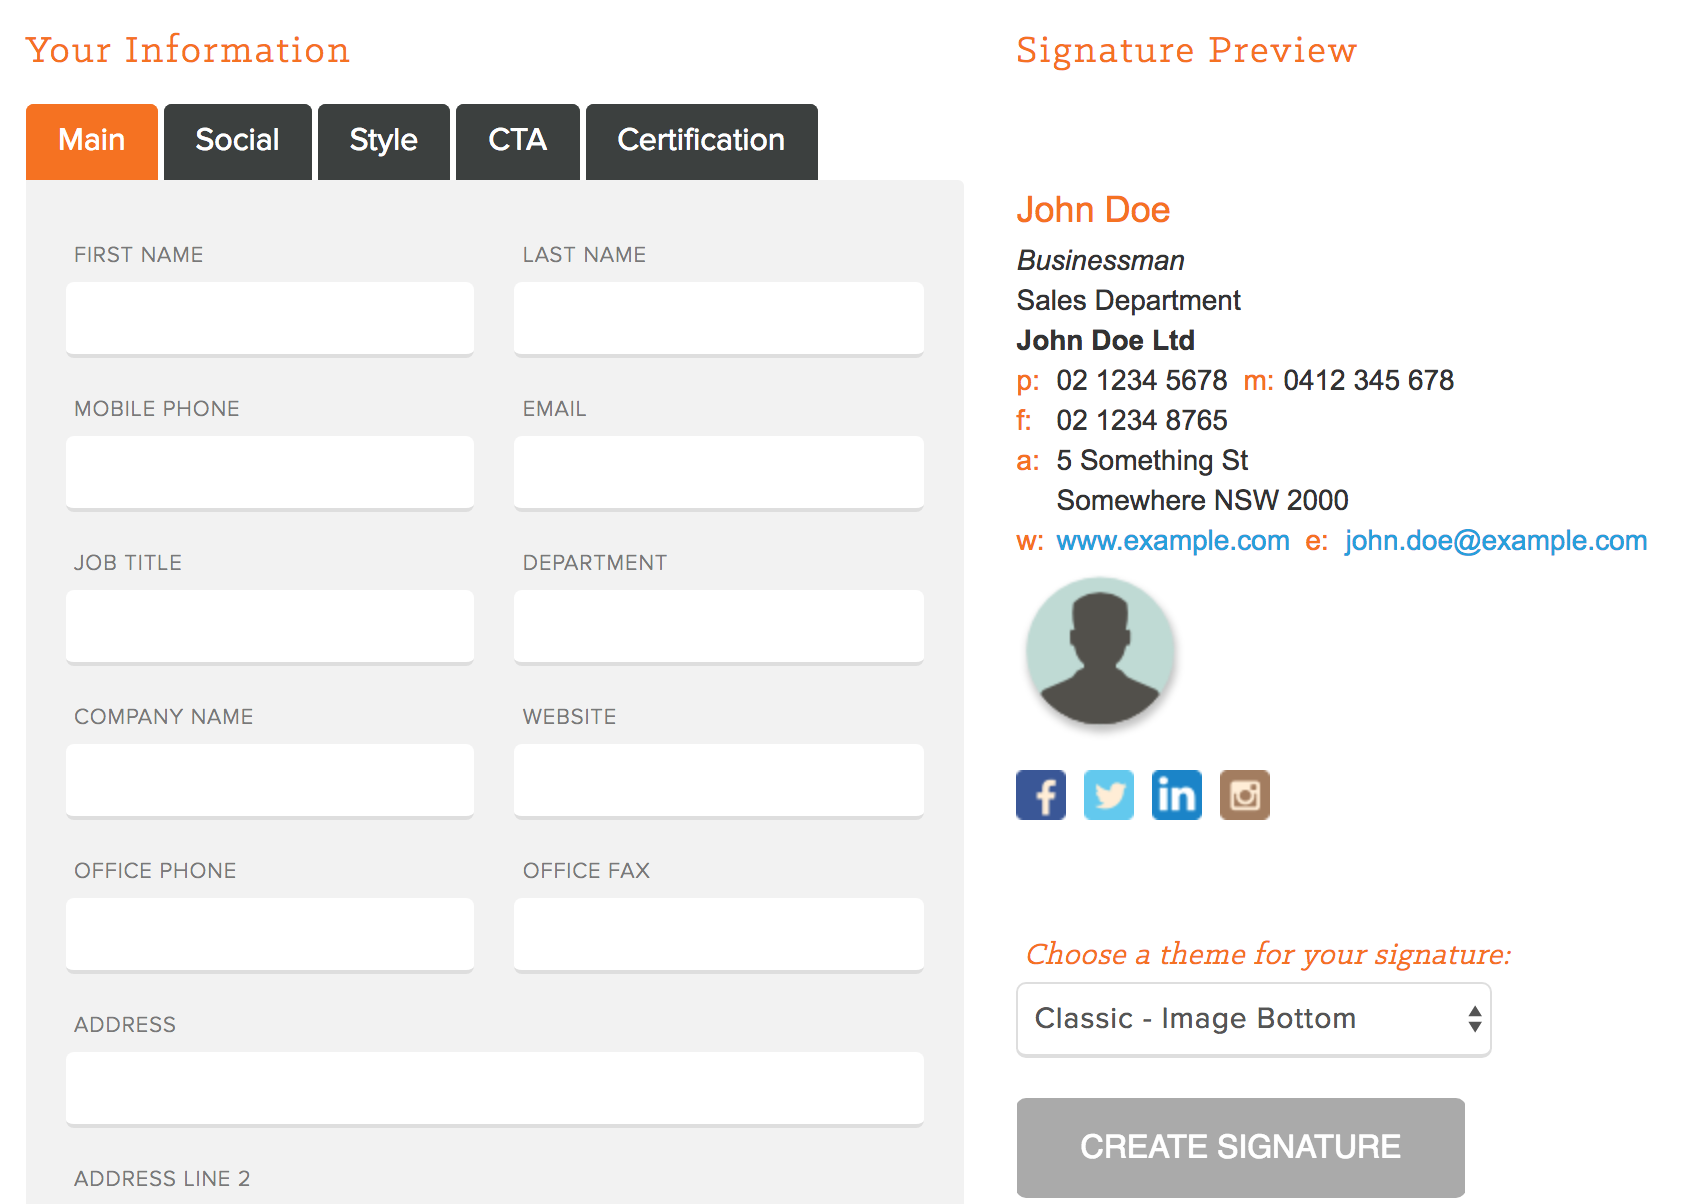 Your Information
Main Social Style CTA Certification
FIRST NAME LAST NAME
MOBILE PHONE EMAIL
JOB TITLE DEPARTMENT
COMPANY NAME WEBSITE
OFFICE PHONE OFFICE FAX
ADDRESS
ADDRESS LINE 2
Signature Preview
John Doe
Businessman
Sales Department
John Doe Ltd
p: 02 1234 5678 m: 0412 345 678
f: 02 1234 8765
a: 5 Something St
Somewhere NSW 2000
w: www.example.com e: john.doe@example.com
f in
Choose a theme for your signature:
Classic - Image Bottom
CREATE SIGNATURE